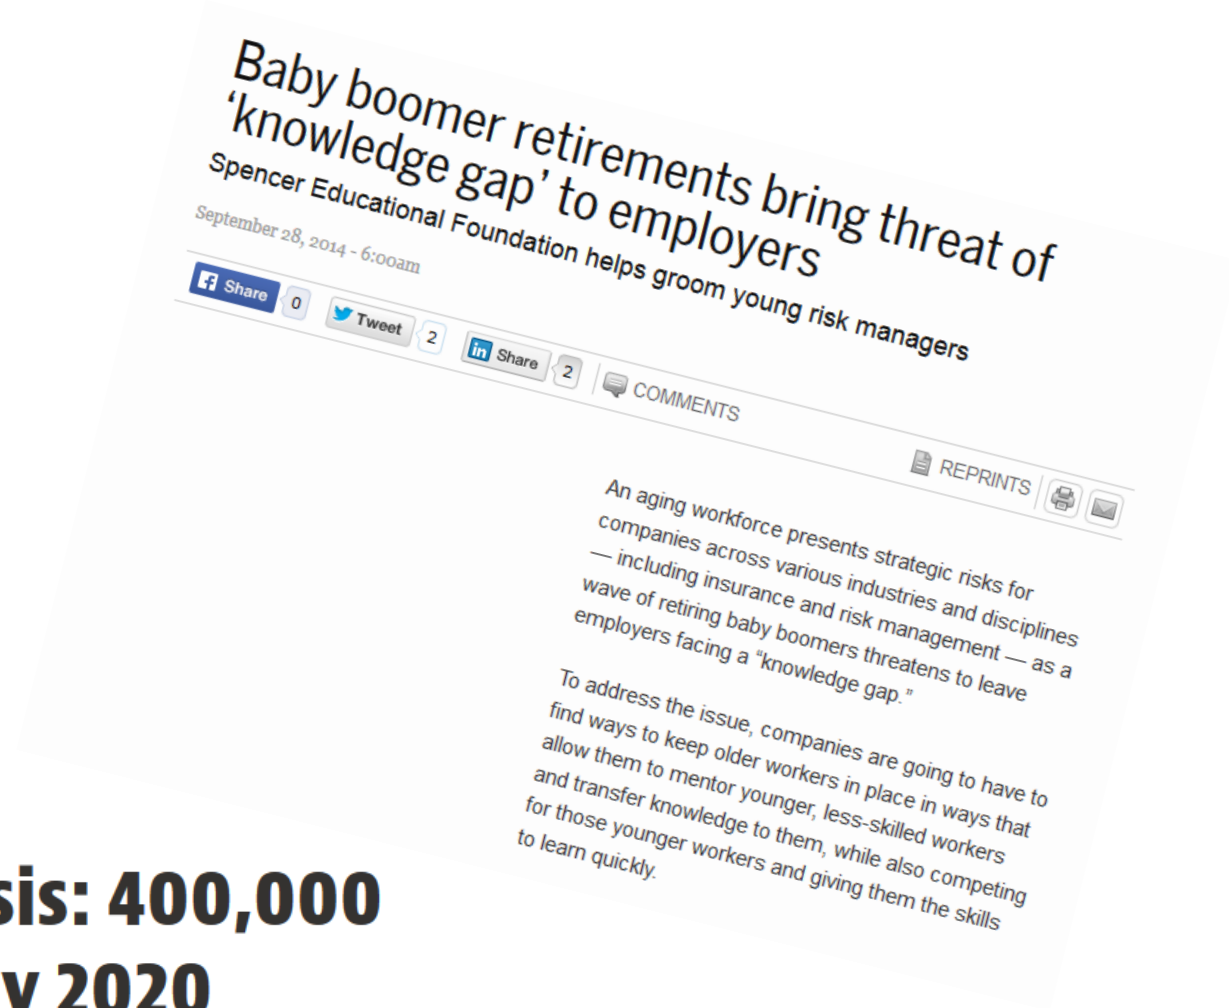 Baby boomer retirements bring threat of
‘knowledge gap’ to employers
Spencer Educational Foundation helps groom young risk managers
September 28, 2014 - 6:00am
Share 0 Tweet 2 Share 2 COMMENTS REPRINTS
An aging workforce presents strategic risks for
companies across various industries and disciplines
— including insurance and risk management — as a
wave of retiring baby boomers threatens to leave
employers facing a “knowledge gap.”
To address the issue, companies are going to have to
find ways to keep older workers in place in ways that
allow them to mentor younger, less-skilled workers
and transfer knowledge to them, while also competing
for those younger workers and giving them the skills
to learn quickly.
sis: 400,000
y 2020